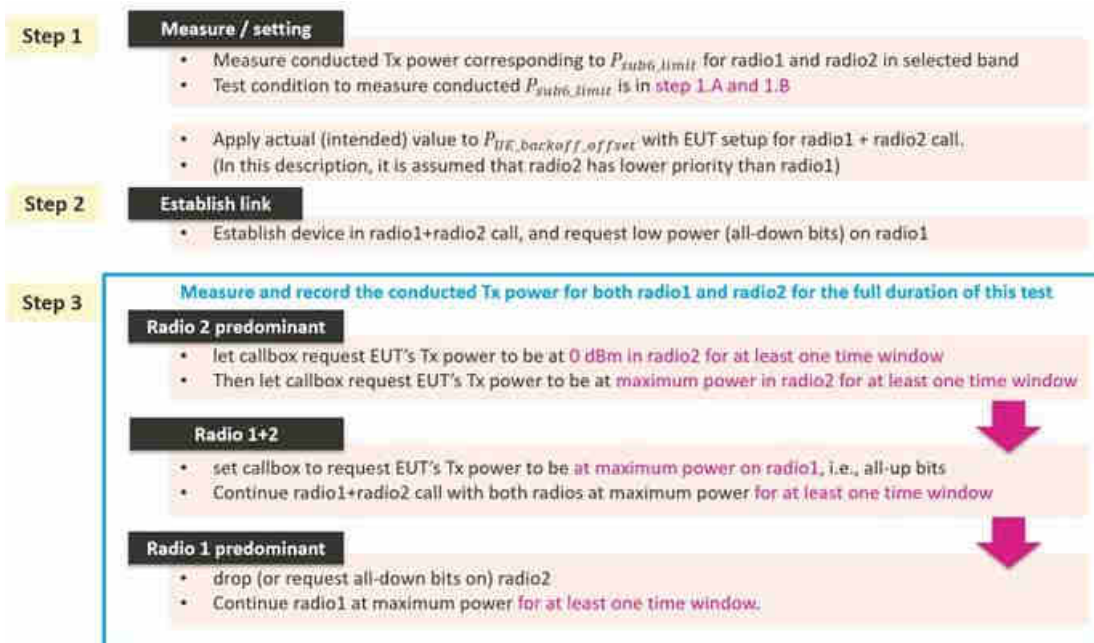 Step 1
Measure / setting
• Measure conducted Tx power corresponding to P_sub6_limit for radio1 and radio2 in selected band
• Test condition to measure conducted P_sub6_limit is in step 1.A and 1.B
• Apply actual (intended) value to P_UE_backoff_offset with EUT setup for radio1 + radio2 call.
• (In this description, it is assumed that radio2 has lower priority than radio1)
Step 2
Establish link
• Establish device in radio1+radio2 call, and request low power (all-down bits) on radio1
Step 3
Measure and record the conducted Tx power for both radio1 and radio2 for the full duration of this test
Radio 2 predominant
• let callbox request EUT's Tx power to be at 0 dBm in radio2 for at least one time window
• Then let callbox request EUT's Tx power to be at maximum power in radio2 for at least one time window
Radio 1+2
• set callbox to request EUT's Tx power to be at maximum power on radio1, i.e., all-up bits
• Continue radio1+radio2 call with both radios at maximum power for at least one time window
Radio 1 predominant
• drop (or request all-down bits on) radio2
• Continue radio1 at maximum power for at least one time window.